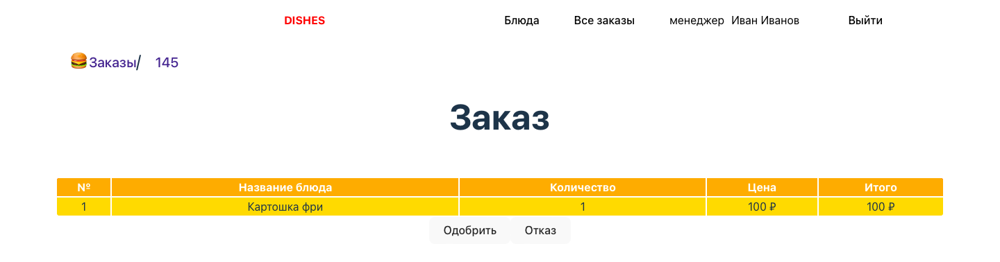 DISHES Блюда Все заказы менеджер Иван Иванов Выйти
Заказы/ 145
Заказ
№ Название блюда Количество Цена Итого
1 Картошка фри 1 100 ₽ 100 ₽
Одобрить Отказ